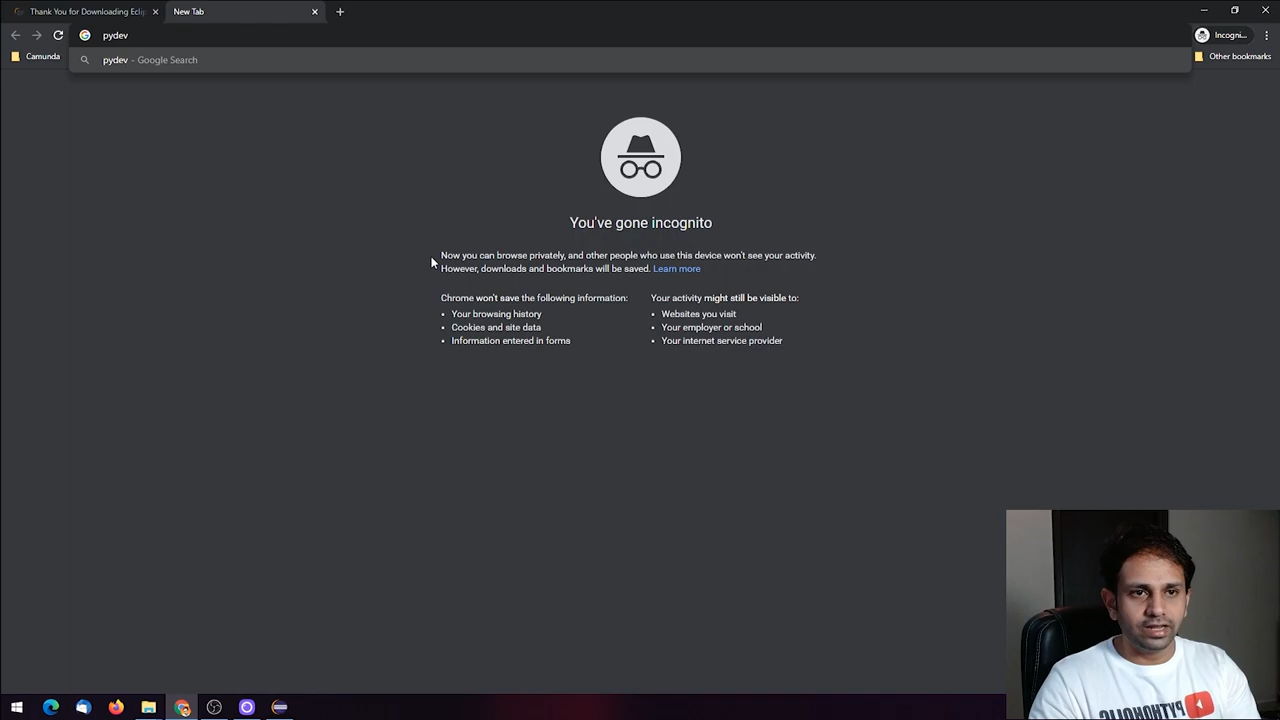 Thank You for Downloading Ecli
New Tab
pydev
Incogni...
Camunda
pydev - Google Search
Other bookmarks
You've gone incognito
Now you can browse privately, and other people who use this device won't see your activity.
However, downloads and bookmarks will be saved. Learn more
Chrome won't save the following information:
Your activity might still be visible to:
• Your browsing history
• Websites you visit
• Cookies and site data
• Your employer or school
• Information entered in forms
• Your internet service provider
PYTHOHOLIC